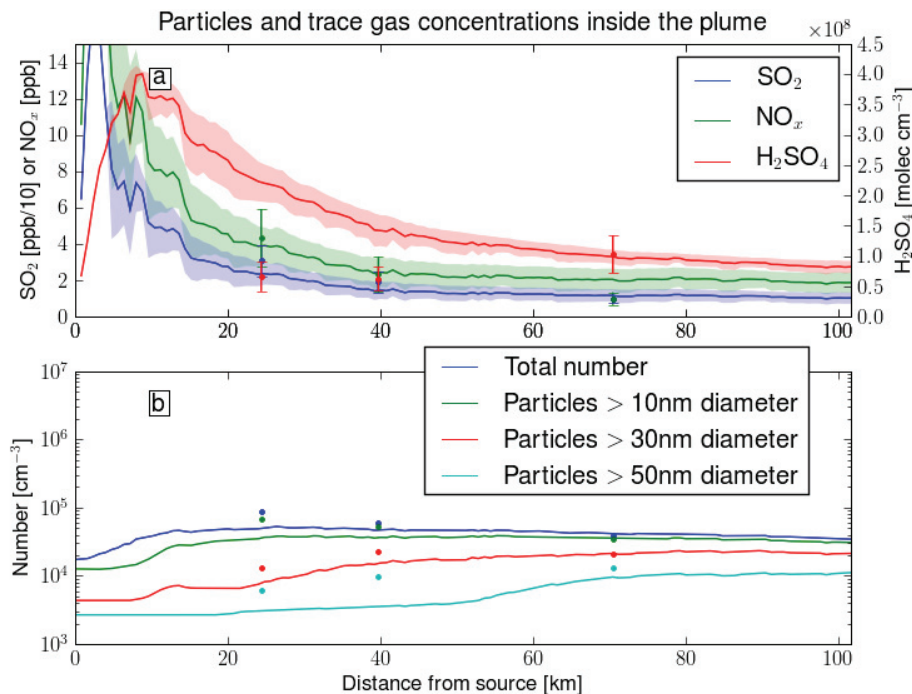 Particles and trace gas concentrations inside the plume
×10⁸
SO₂ [ppb/10] or NOₓ [ppb]
14
12
10
8
6
4
2
0
a
SO₂
NOₓ
H₂SO₄
4.5
4.0
3.5
3.0
2.5
2.0
1.5
1.0
0.5
0.0
H₂SO₄ [molec cm⁻³]
0 20 40 60 80 100
Number [cm⁻³]
10⁷
10⁶
10⁵
10⁴
10³
b
Total number
Particles > 10nm diameter
Particles > 30nm diameter
Particles > 50nm diameter
0 20 40 60 80 100
Distance from source [km]